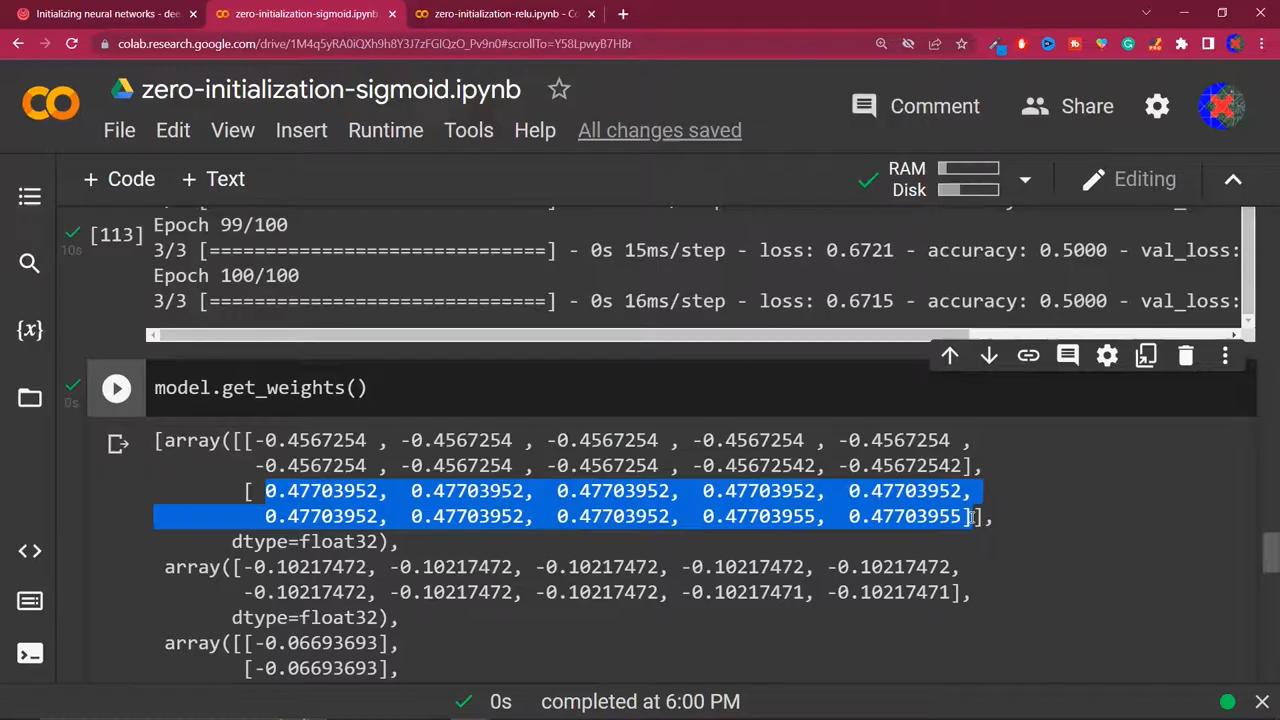 Initializing neural networks - dee
zero-initialization-sigmoid.ipynb
zero-initialization-relu.ipynb - Co
colab.research.google.com/drive/1M4q5yRA0iQXh9h8Y3J7zFGlQzO_Pv9n0#scrollTo=Y58LpwyB7HBr
zero-initialization-sigmoid.ipynb
Comment
Share
File Edit View Insert Runtime Tools Help All changes saved
+ Code + Text
RAM
Disk
Editing
Epoch 99/100
[113]
10s
3/3 [==============================] - 0s 15ms/step - loss: 0.6721 - accuracy: 0.5000 - val_loss:
Epoch 100/100
3/3 [==============================] - 0s 16ms/step - loss: 0.6715 - accuracy: 0.5000 - val_loss:
model.get_weights()
0s
[array([[-0.4567254 , -0.4567254 , -0.4567254 , -0.4567254 , -0.4567254 ,
-0.4567254 , -0.4567254 , -0.4567254 , -0.45672542, -0.45672542],
[ 0.47703952, 0.47703952, 0.47703952, 0.47703952, 0.47703952,
0.47703952, 0.47703952, 0.47703952, 0.47703955, 0.47703955]],
dtype=float32),
array([-0.10217472, -0.10217472, -0.10217472, -0.10217472, -0.10217472,
-0.10217472, -0.10217472, -0.10217472, -0.10217471, -0.10217471],
dtype=float32),
array([[-0.06693693],
[-0.06693693],
0s completed at 6:00 PM